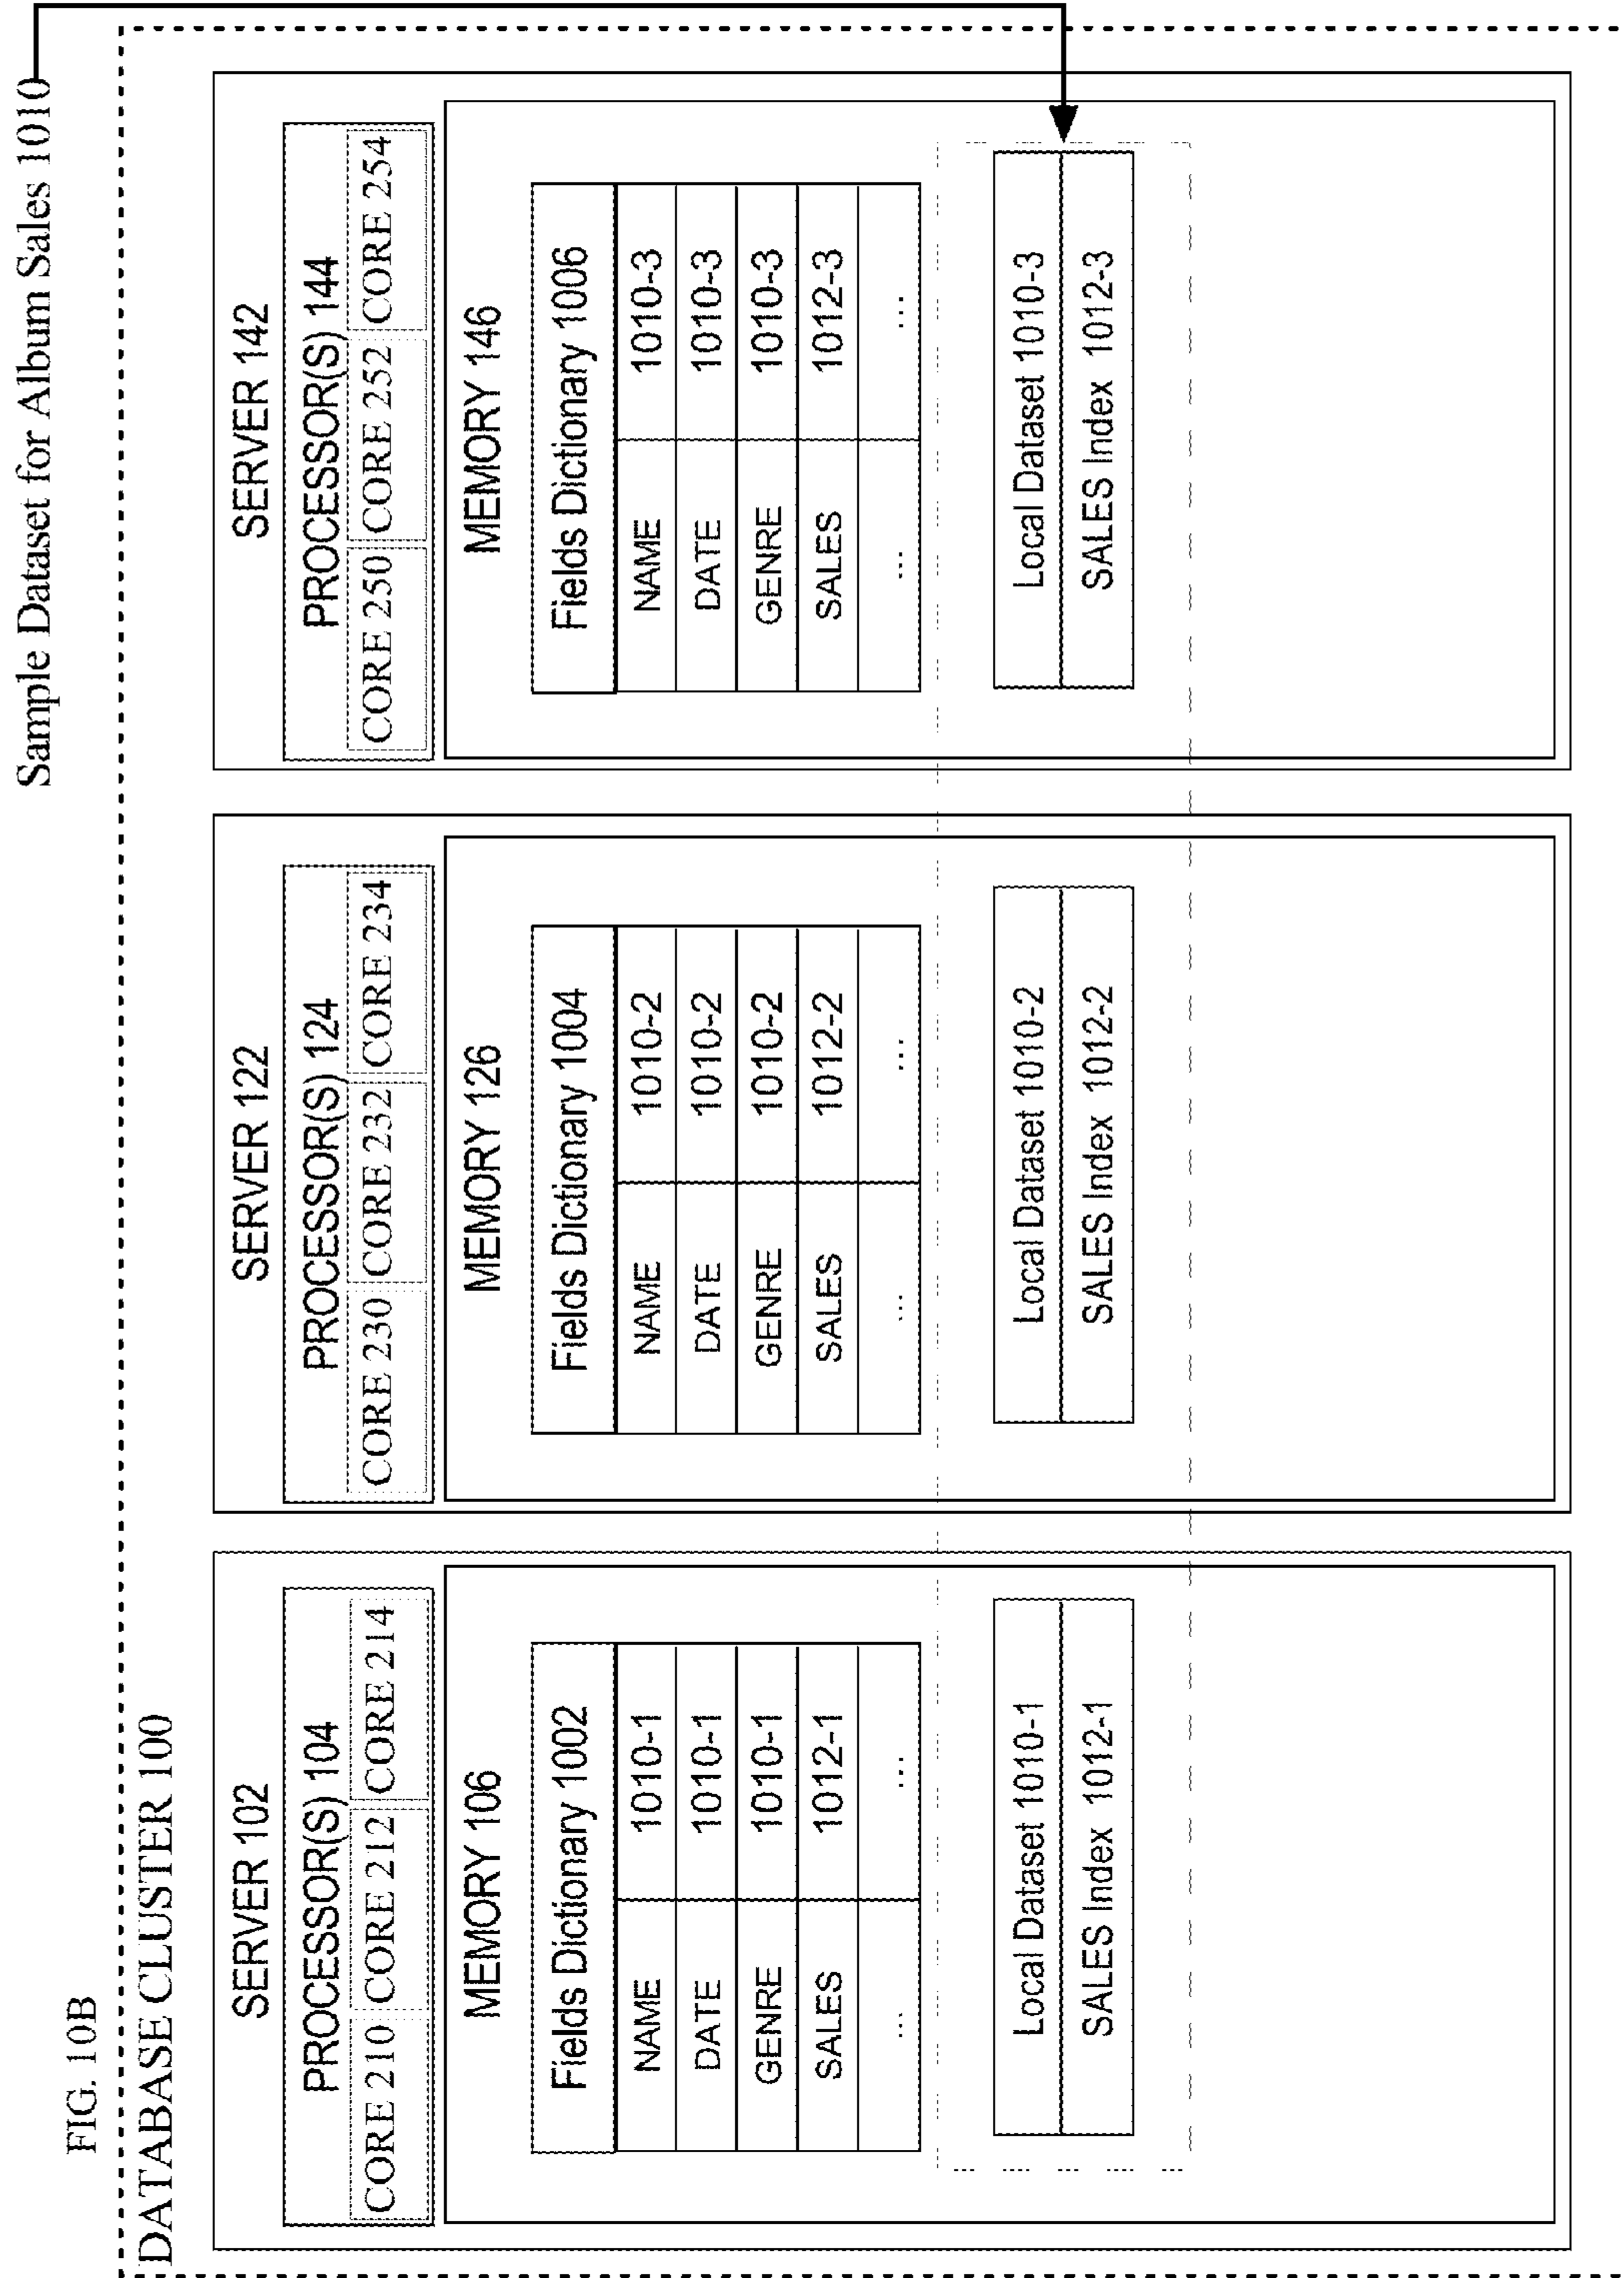 FIG. 10B
Sample Dataset for Album Sales 1010
DATABASE CLUSTER 100
SERVER 102
PROCESSOR(S) 104
CORE 210 CORE 212 CORE 214
MEMORY 106
Fields Dictionary 1002
NAME 1010-1
DATE 1010-1
GENRE 1010-1
SALES 1012-1
... ...
Local Dataset 1010-1
SALES Index 1012-1
SERVER 122
PROCESSOR(S) 124
CORE 230 CORE 232 CORE 234
MEMORY 126
Fields Dictionary 1004
NAME 1010-2
DATE 1010-2
GENRE 1010-2
SALES 1012-2
... ...
Local Dataset 1010-2
SALES Index 1012-2
SERVER 142
PROCESSOR(S) 144
CORE 250 CORE 252 CORE 254
MEMORY 146
Fields Dictionary 1006
NAME 1010-3
DATE 1010-3
GENRE 1010-3
SALES 1012-3
... ...
Local Dataset 1010-3
SALES Index 1012-3